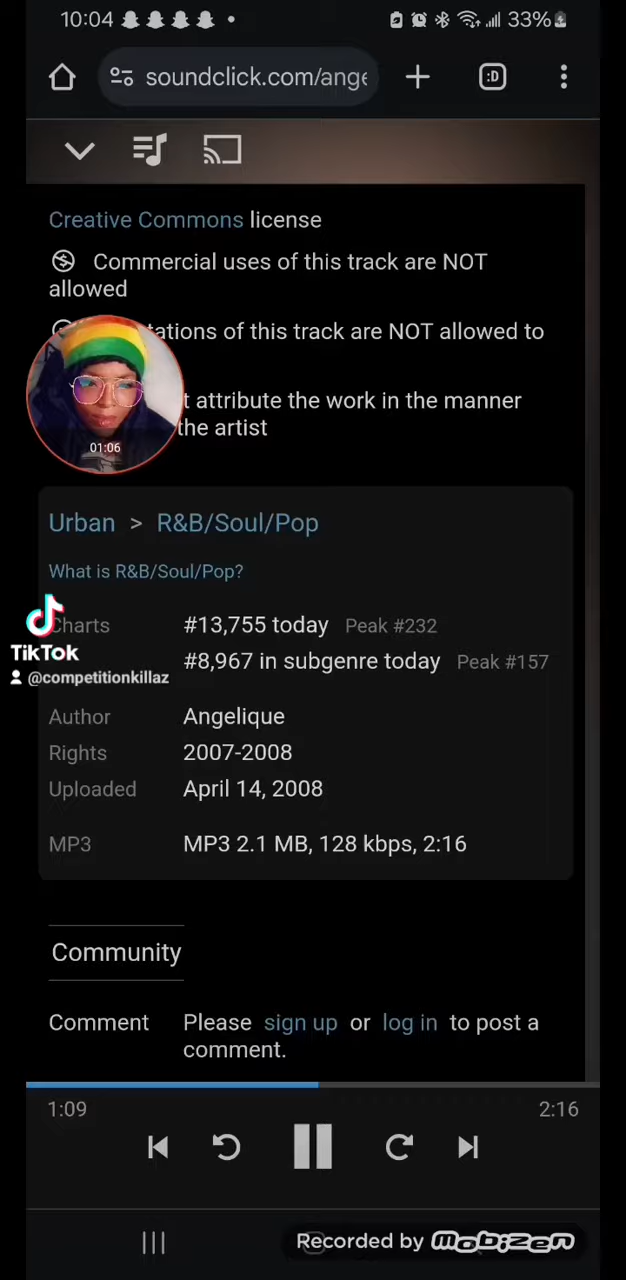 10:04
33%
soundclick.com/ange
:D
Creative Commons license
Commercial uses of this track are NOT
allowed
tations of this track are NOT allowed to
t attribute the work in the manner
the artist
01:06
Urban > R&B/Soul/Pop
What is R&B/Soul/Pop?
Charts #13,755 today Peak #232
#8,967 in subgenre today Peak #157
TikTok
@competitionkillaz
Author Angelique
Rights 2007-2008
Uploaded April 14, 2008
MP3 MP3 2.1 MB, 128 kbps, 2:16
Community
Comment Please sign up or log in to post a
comment.
1:09 2:16
Recorded by mobizen